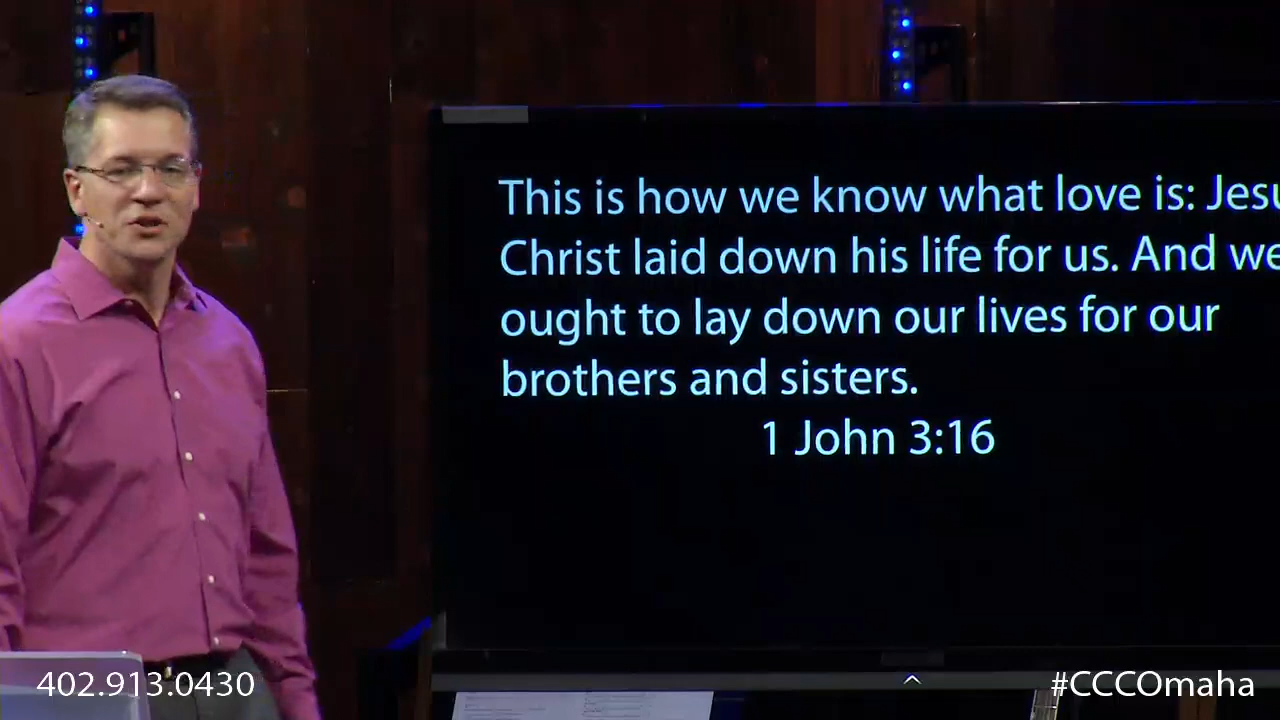 This is how we know what love is: Jesu
Christ laid down his life for us. And we
ought to lay down our lives for our
brothers and sisters.
1 John 3:16
402.913.0430
#CCCOmaha